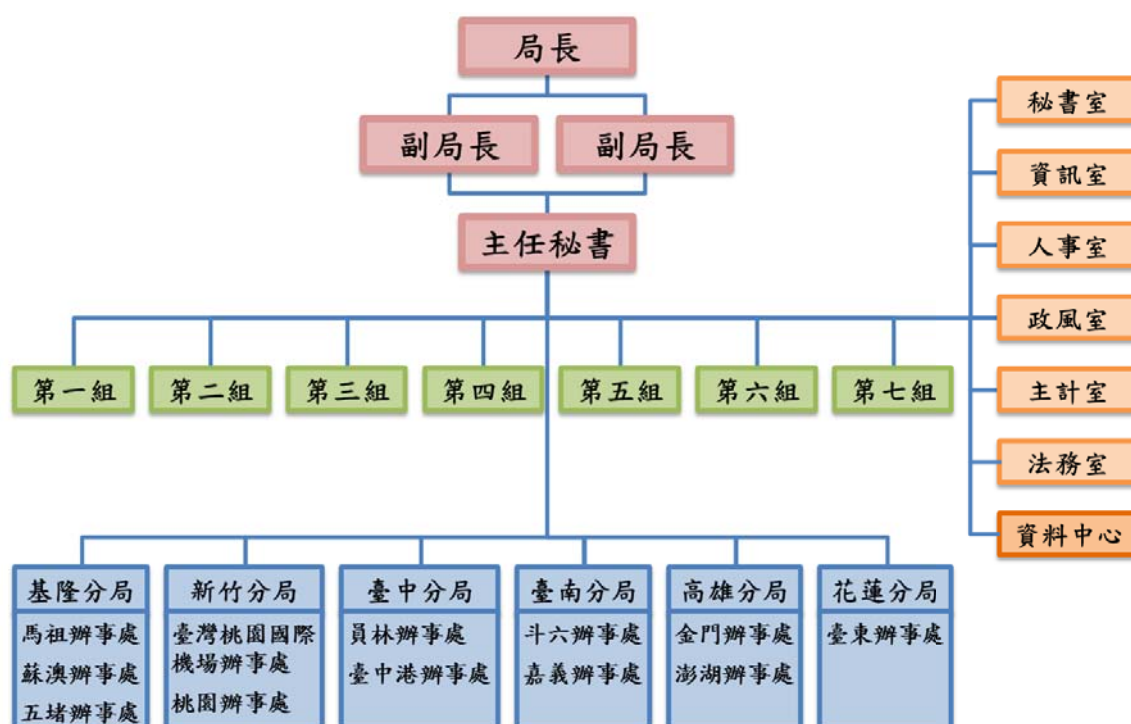 局長
副局長
副局長
主任秘書
秘書室
資訊室
人事室
政風室
主計室
法務室
資料中心
第一組
第二組
第三組
第四組
第五組
第六組
第七組
基隆分局
馬祖辦事處
蘇澳辦事處
五堵辦事處
新竹分局
臺灣桃園國際
機場辦事處
桃園辦事處
臺中分局
員林辦事處
臺中港辦事處
臺南分局
斗六辦事處
嘉義辦事處
高雄分局
金門辦事處
澎湖辦事處
花蓮分局
臺東辦事處